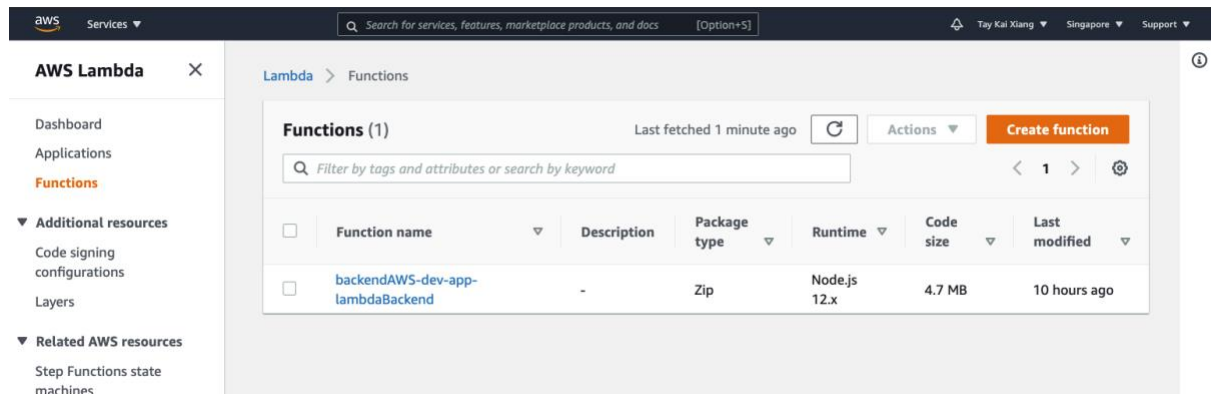 aws Services ▼ Search for services, features, marketplace products, and docs [Option+S] Tay Kai Xiang ▼ Singapore ▼ Support ▼
AWS Lambda
Dashboard
Applications
Functions
▼ Additional resources
Code signing
configurations
Layers
▼ Related AWS resources
Step Functions state
machines
Lambda > Functions
Functions (1) Last fetched 1 minute ago Actions ▼ Create function
Filter by tags and attributes or search by keyword < 1 >
Function name Description Package type Runtime Code size Last modified
backendAWS-dev-app-
lambdaBackend - Zip Node.js 12.x 4.7 MB 10 hours ago